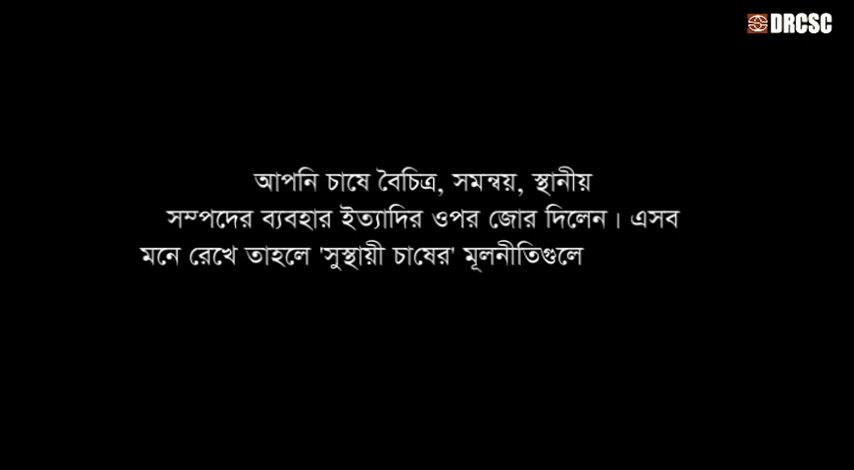 DRCSC
আপনি চাষে বৈচিত্র, সমন্বয়, স্থানীয়
সম্পদের ব্যবহার ইত্যাদির ওপর জোর দিলেন। এসব
মনে রেখে তাহলে 'সুস্থায়ী চাষের' মূলনীতিগুলে